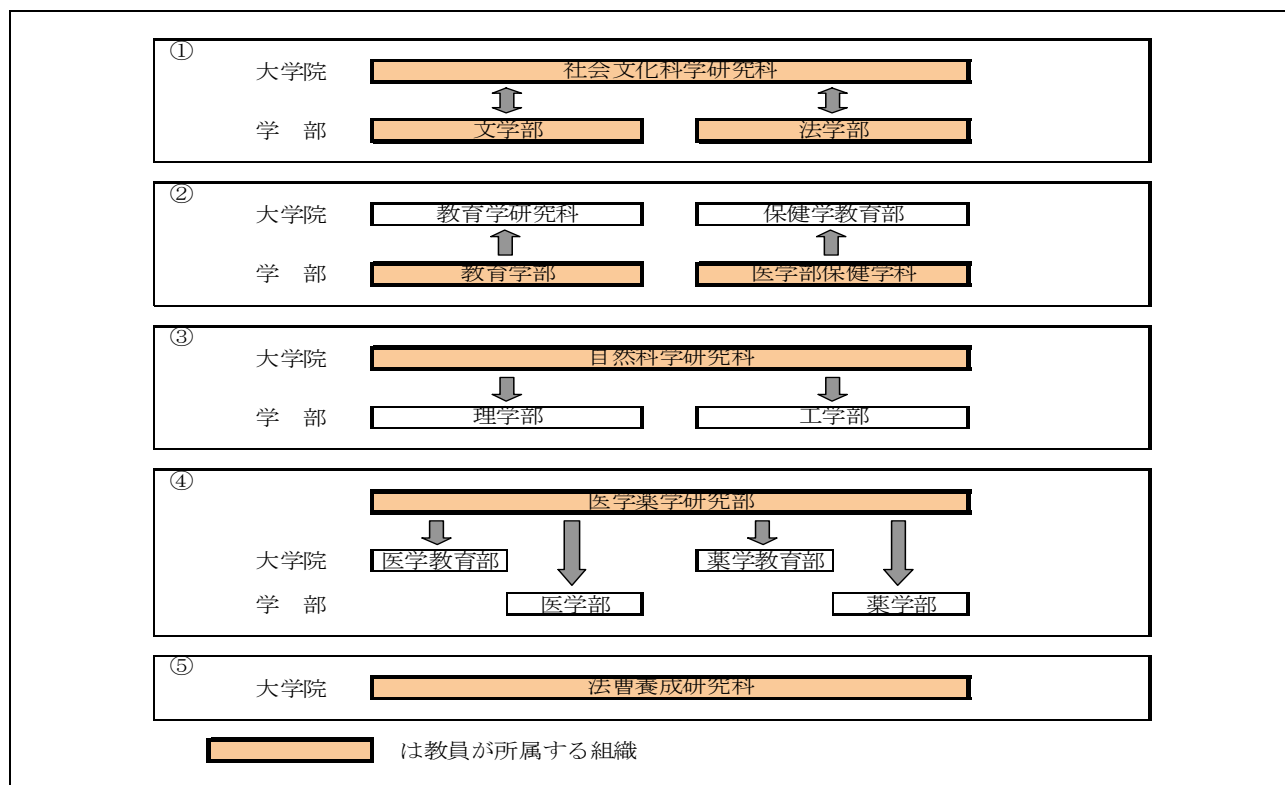 ①
大学院 社会文化科学研究科
学 部 文学部 法学部
②
大学院 教育学研究科 保健学教育部
学 部 教育学部 医学部保健学科
③
大学院 自然科学研究科
学 部 理学部 工学部
④
医学薬学研究部
大学院 医学教育部 薬学教育部
学 部 医学部 薬学部
⑤
大学院 法曹養成研究科
は教員が所属する組織